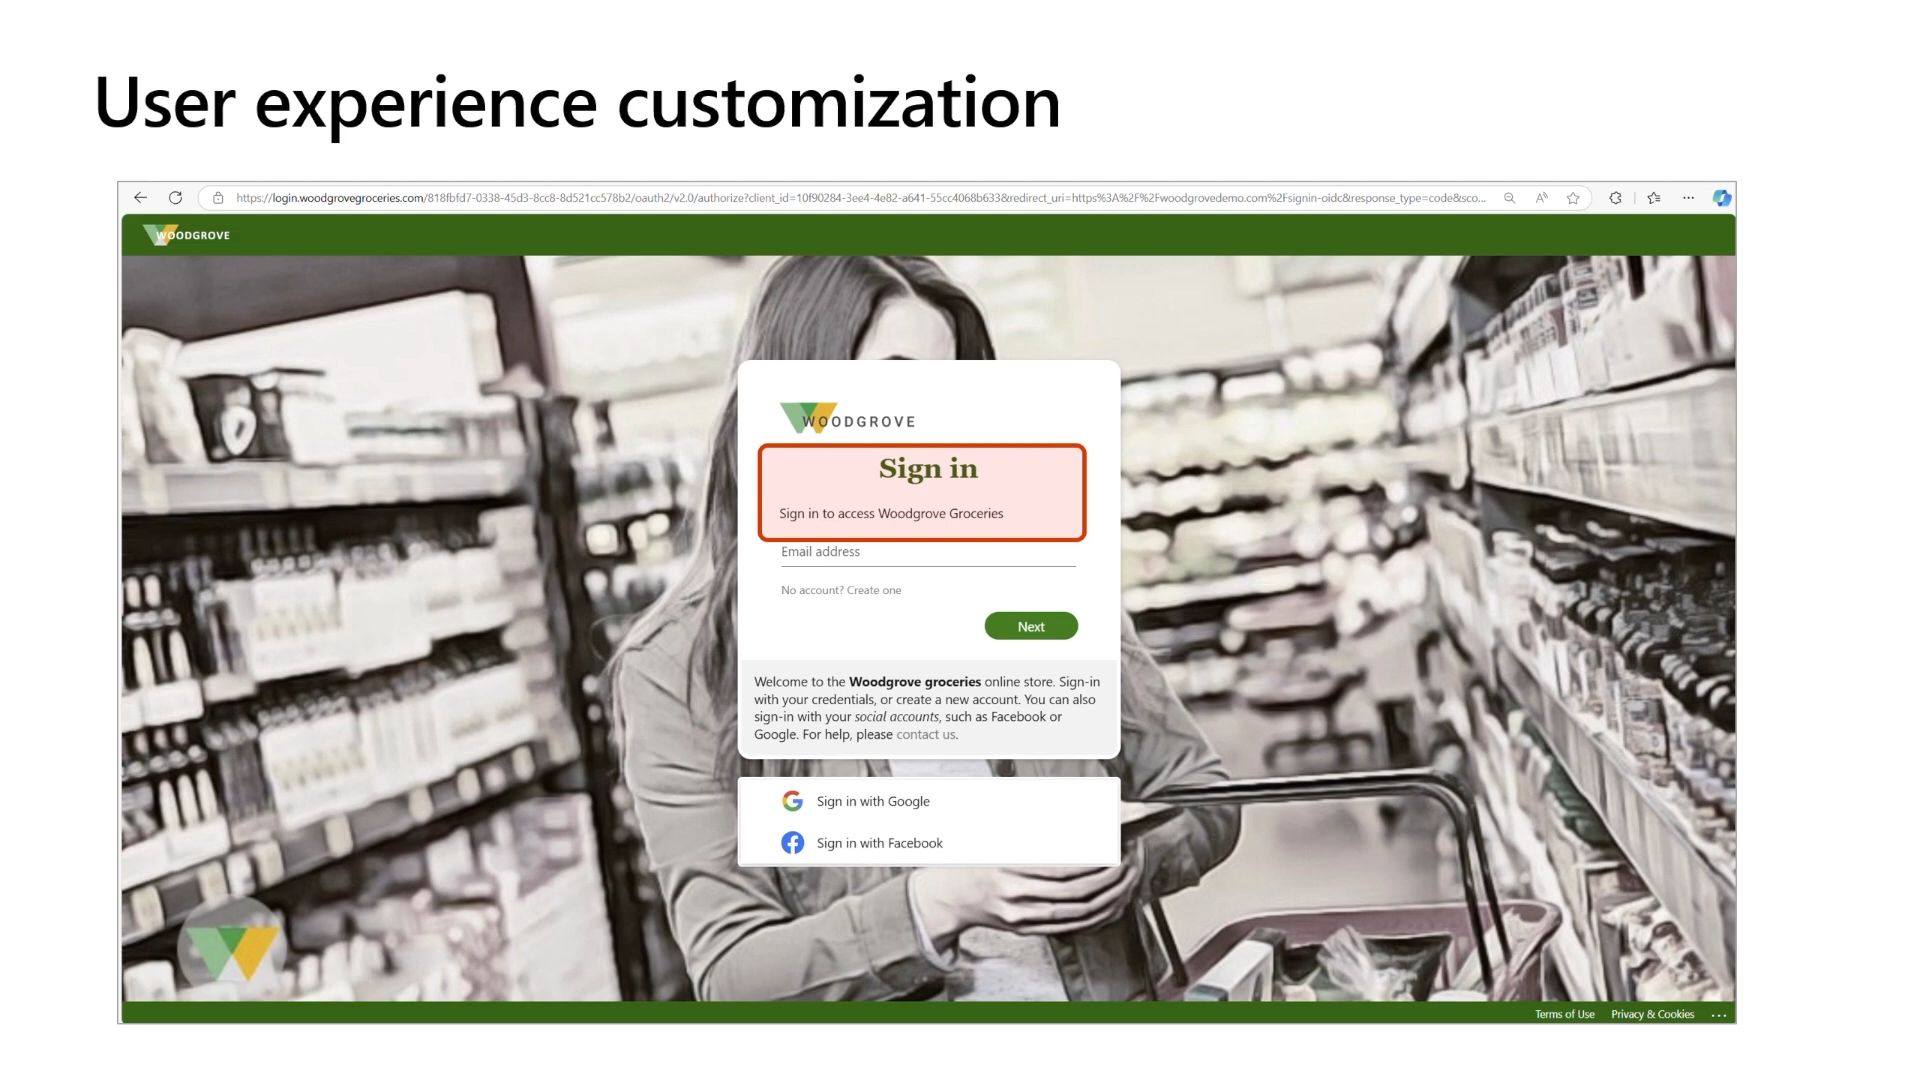 User experience customization
https://login.woodgrovegroceries.com/818fbfd7-0338-45d3-8cc8-8d521cc578b2/oauth2/v2.0/authorize?client_id=10f90284-3ee4-4e82-a641-55cc4068b633&redirect_uri=https%3A%2F%2Fwoodgrovedemo.com%2Fsignin-oidc&response_type=code&sco...
WOODGROVE
WOODGROVE
Sign in
Sign in to access Woodgrove Groceries
Email address
No account? Create one
Next
Welcome to the Woodgrove groceries online store. Sign-in
with your credentials, or create a new account. You can also
sign-in with your social accounts, such as Facebook or
Google. For help, please contact us.
Sign in with Google
Sign in with Facebook
Terms of Use Privacy & Cookies ...